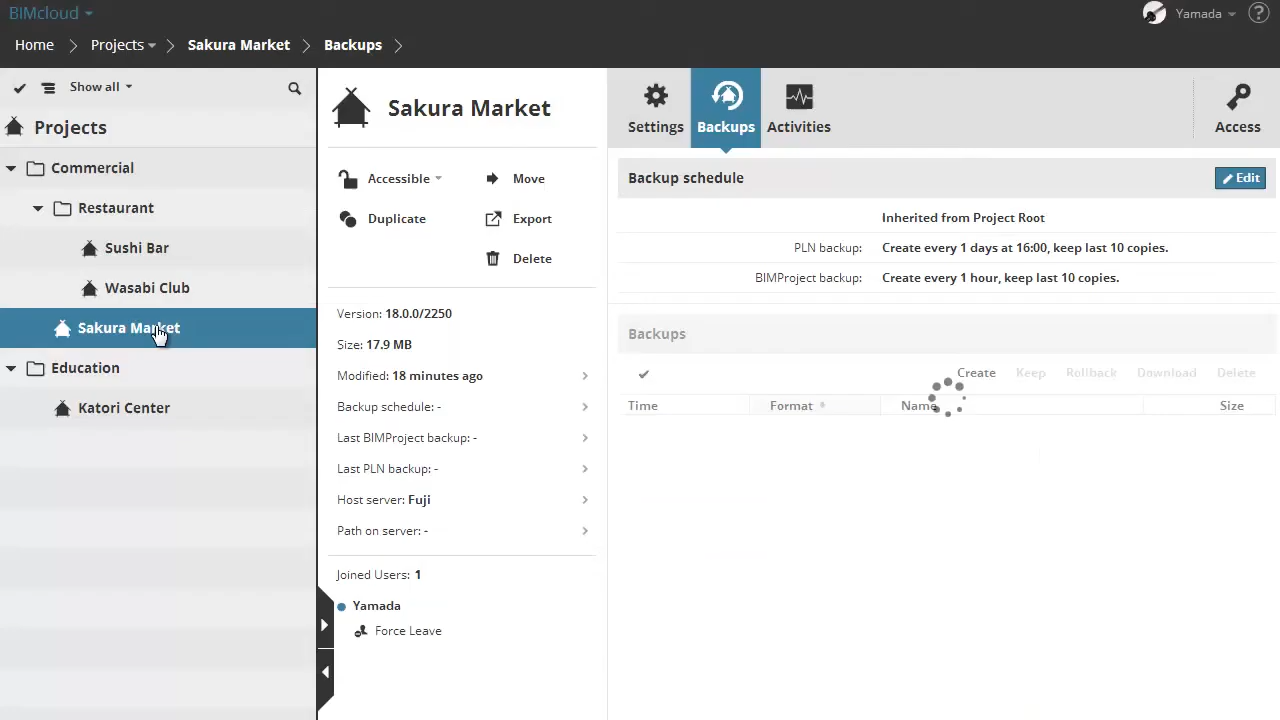 BIMcloud
Yamada
?
Home
Projects
Sakura Market
Backups
Show all
Projects
Commercial
Restaurant
Sushi Bar
Wasabi Club
Sakura Market
Education
Katori Center
Sakura Market
Accessible
Move
Duplicate
Export
Delete
Version: 18.0.0/2250
Size: 17.9 MB
Modified: 18 minutes ago
Backup schedule: -
Last BIMProject backup: -
Last PLN backup: -
Host server: Fuji
Path on server: -
Joined Users: 1
Yamada
Force Leave
Settings
Backups
Activities
Access
Backup schedule
Edit
Inherited from Project Root
PLN backup: Create every 1 days at 16:00, keep last 10 copies.
BIMProject backup: Create every 1 hour, keep last 10 copies.
Backups
Create Keep Rollback Download Delete
Time Format Name Size